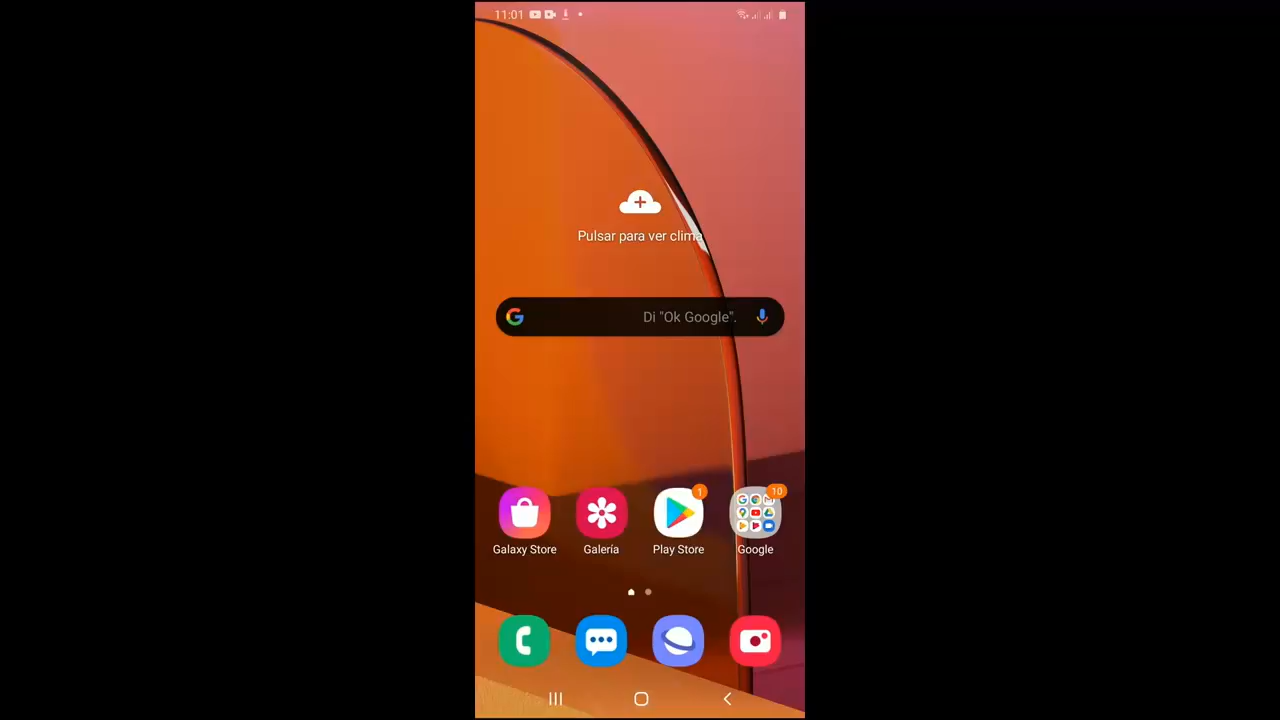 11:01
Pulsar para ver clima
Di "Ok Google".
1
10
Galaxy Store
Galería
Play Store
Google